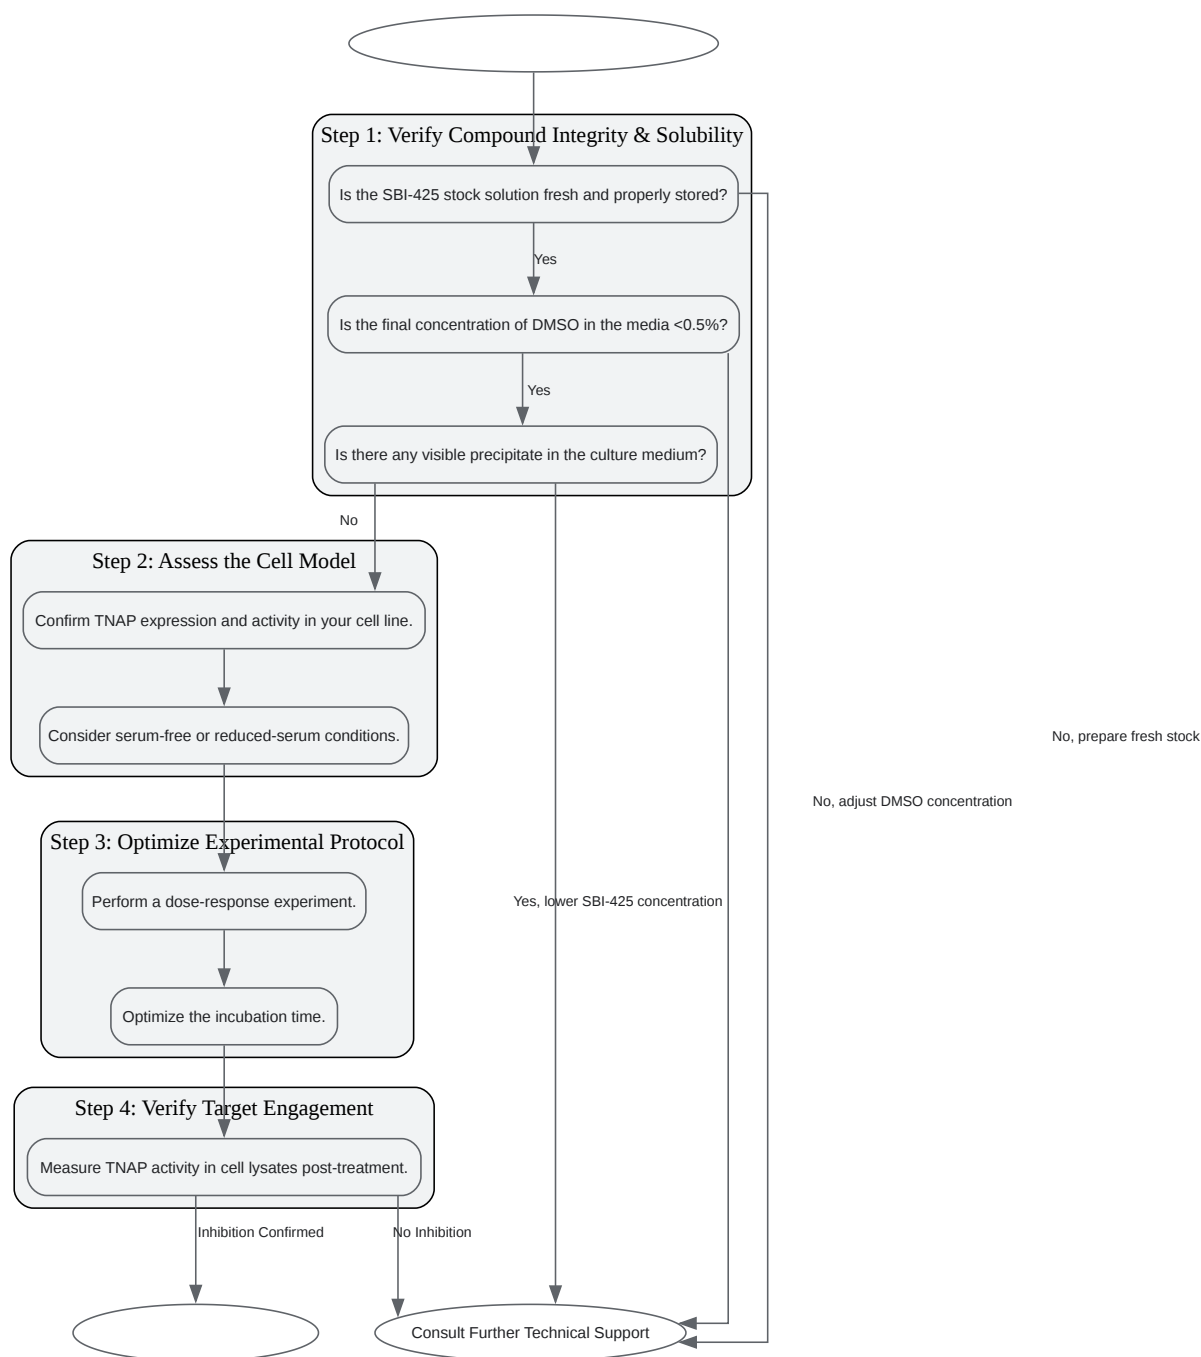 Step 1: Verify Compound Integrity & Solubility
Is the SBI-425 stock solution fresh and properly stored?
Yes
Is the final concentration of DMSO in the media <0.5%?
Yes
Is there any visible precipitate in the culture medium?
No
Step 2: Assess the Cell Model
Confirm TNAP expression and activity in your cell line.
Consider serum-free or reduced-serum conditions.
No, prepare fresh stock
No, adjust DMSO concentration
Step 3: Optimize Experimental Protocol
Perform a dose-response experiment.
Yes, lower SBI-425 concentration
Optimize the incubation time.
Step 4: Verify Target Engagement
Measure TNAP activity in cell lysates post-treatment.
Inhibition Confirmed
No Inhibition
Consult Further Technical Support